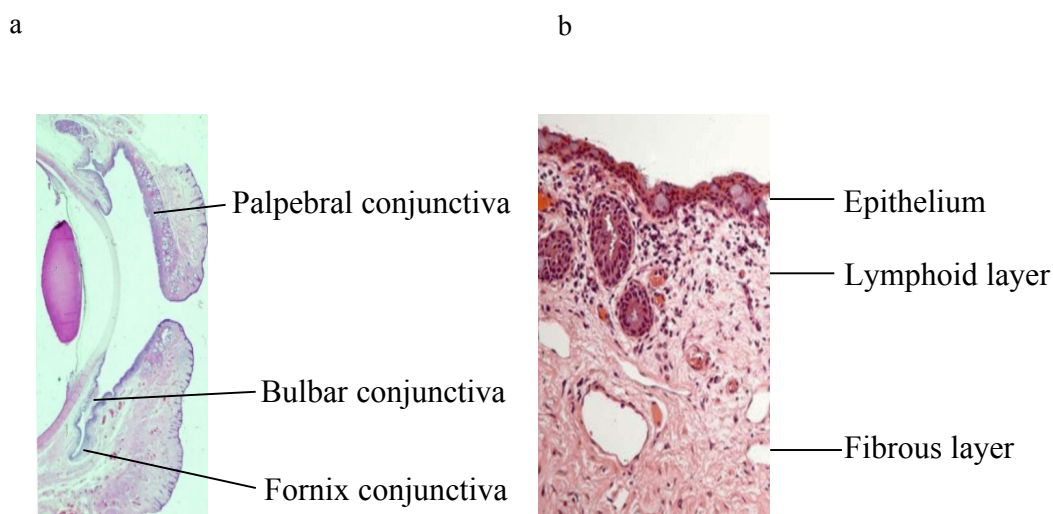 a
b
Palpebral conjunctiva
Bulbar conjunctiva
Fornix conjunctiva
Epithelium
Lymphoid layer
Fibrous layer